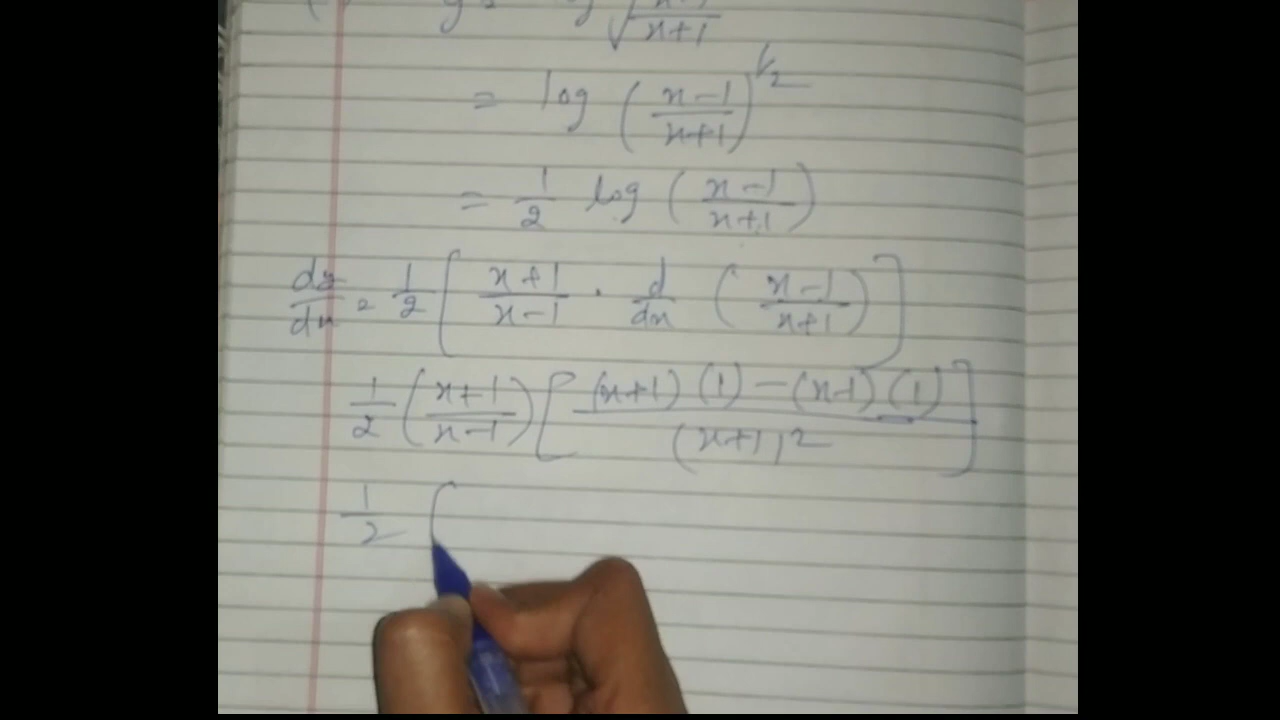 x+1
= log ( x-1 / x+1 )^1/2
= 1/2 log ( x-1 / x+1 )
dy/dx = 1/2 [ x+1 / x-1 . d/dx ( x-1 / x+1 ) ]
1/2 ( x+1 / x-1 ) [ (x+1) (1) - (x-1) (1) / (x+1)2 ]
1/2 (